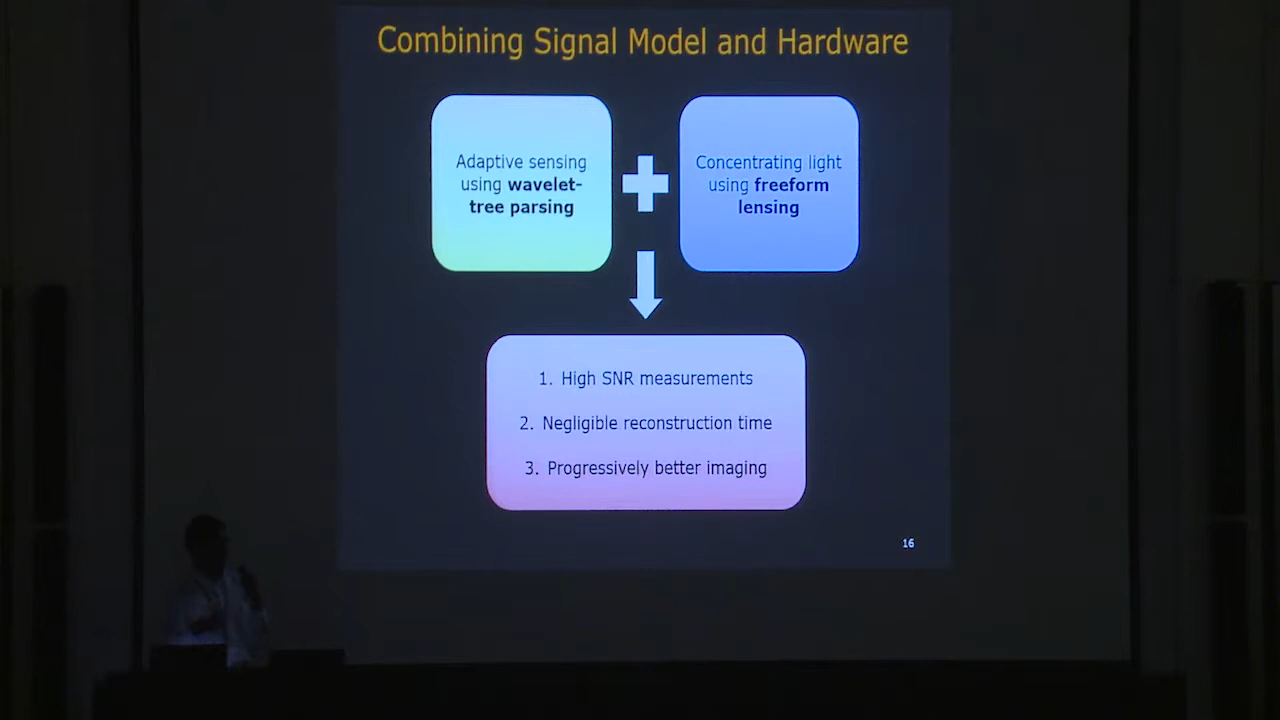 Combining Signal Model and Hardware
Adaptive sensing
using wavelet-
tree parsing
Concentrating light
using freeform
lensing
1. High SNR measurements
2. Negligible reconstruction time
3. Progressively better imaging
16